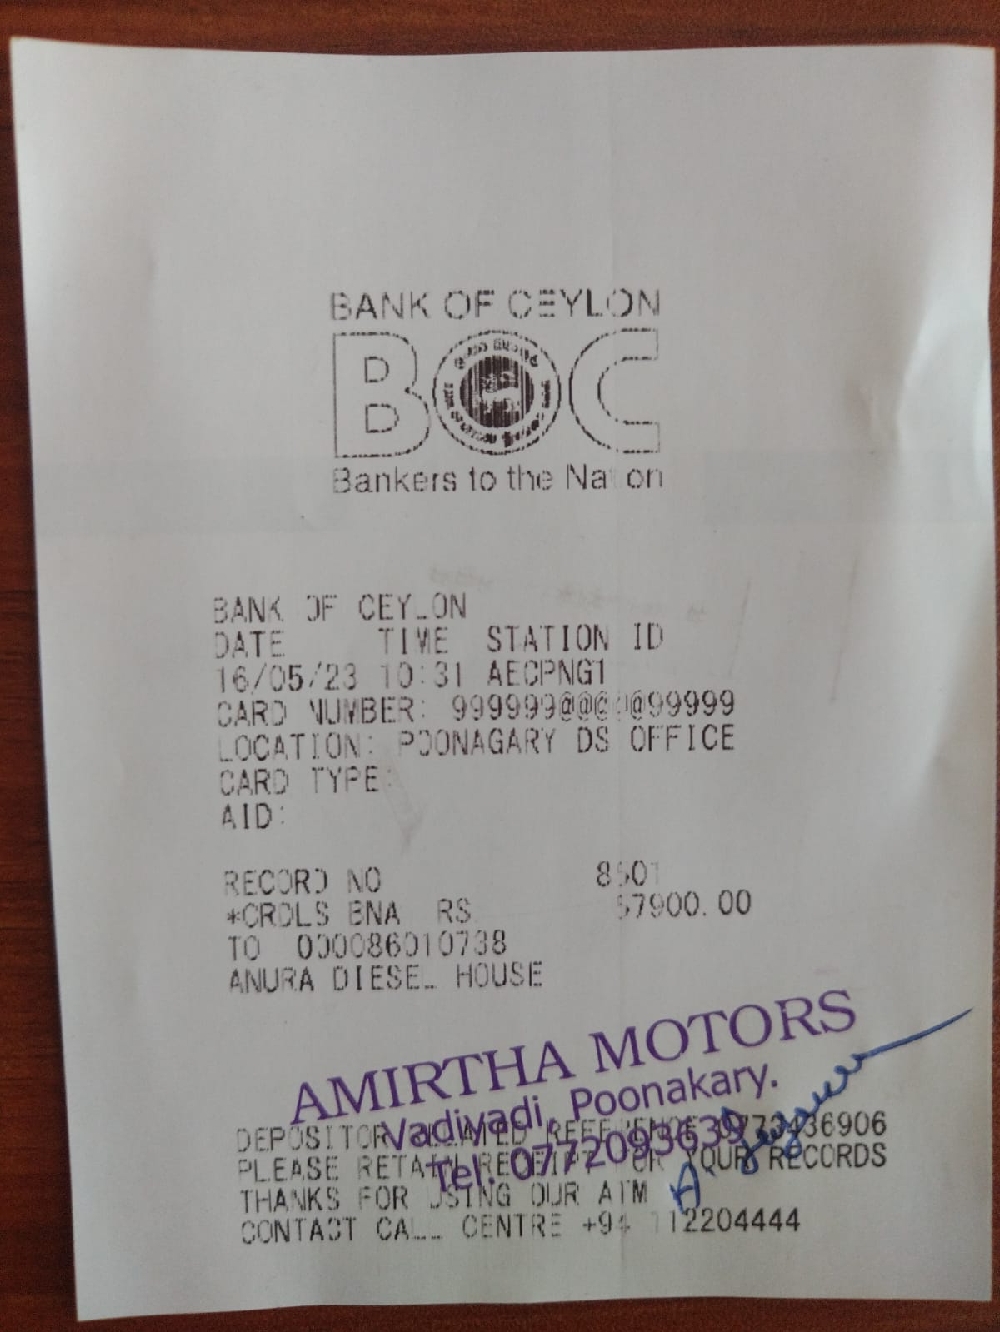 BANK OF CEYLON
BOC
Bankers to the Nation
BANK OF CEYLON
DATE TIME STATION ID
16/05/23 10:31 AECPNG1
CARD NUMBER: 999999@@@@@99999
LOCATION: POONAGARY DS OFFICE
CARD TYPE:
AID:
RECORD NO 8501
*CRDLS BNA RS 57900.00
TO 000086010738
ANURA DIESEL HOUSE
AMIRTHA MOTORS
Vadiyadi, Poonakary.
Tel: 0772093639
DEPOSITOR REFERENCE
PLEASE RETAIN RECEIPT FOR YOUR RECORDS
THANKS FOR USING OUR ATM
CONTACT CALL CENTRE +94 112204444